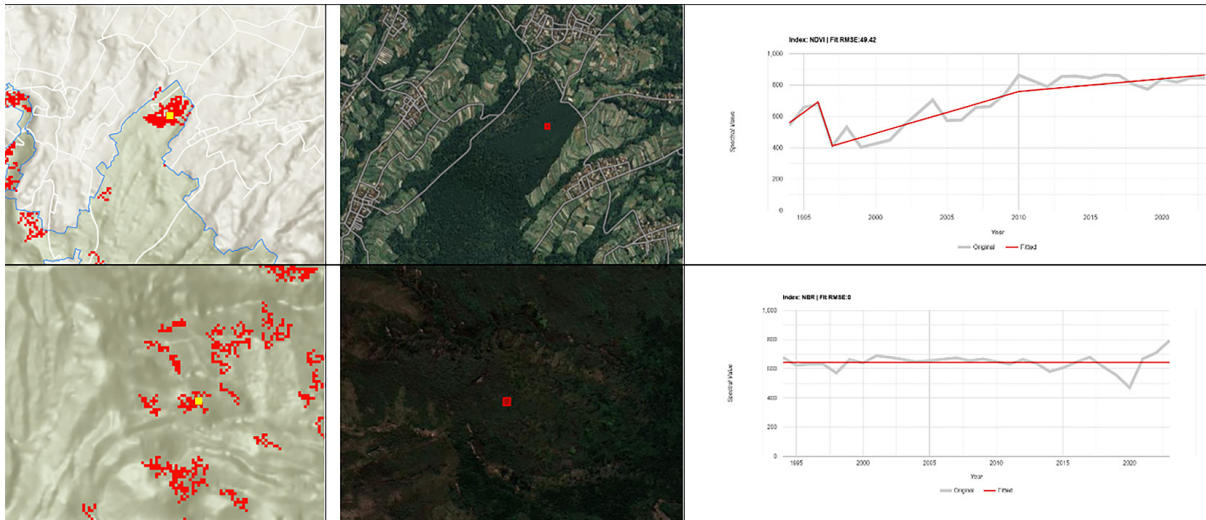 Index: NDVI | Fit RMSE:49.42
1,000
800
600
400
200
0
Spectral Value
1995
2000
2005
2010
2015
2020
Year
Original
Fitted
Index: NBR | Fit RMSE:0
1,000
800
600
400
200
0
Spectral Value
1995
2000
2005
2010
2015
2020
Year
Original
Fitted